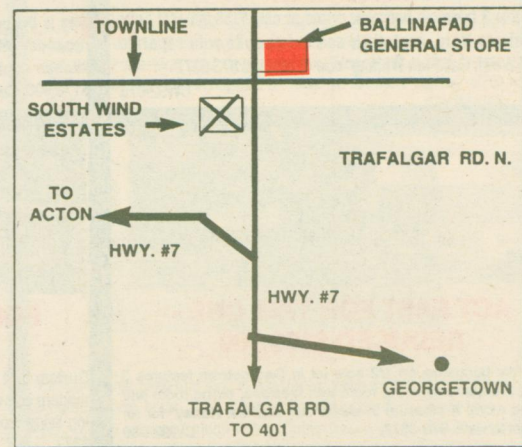 TOWNLINE
BALLINAFAD
GENERAL STORE
SOUTH WIND
ESTATES
TRAFALGAR RD. N.
TO
ACTON
HWY. #7
HWY. #7
GEORGETOWN
TRAFALGAR RD
TO 401